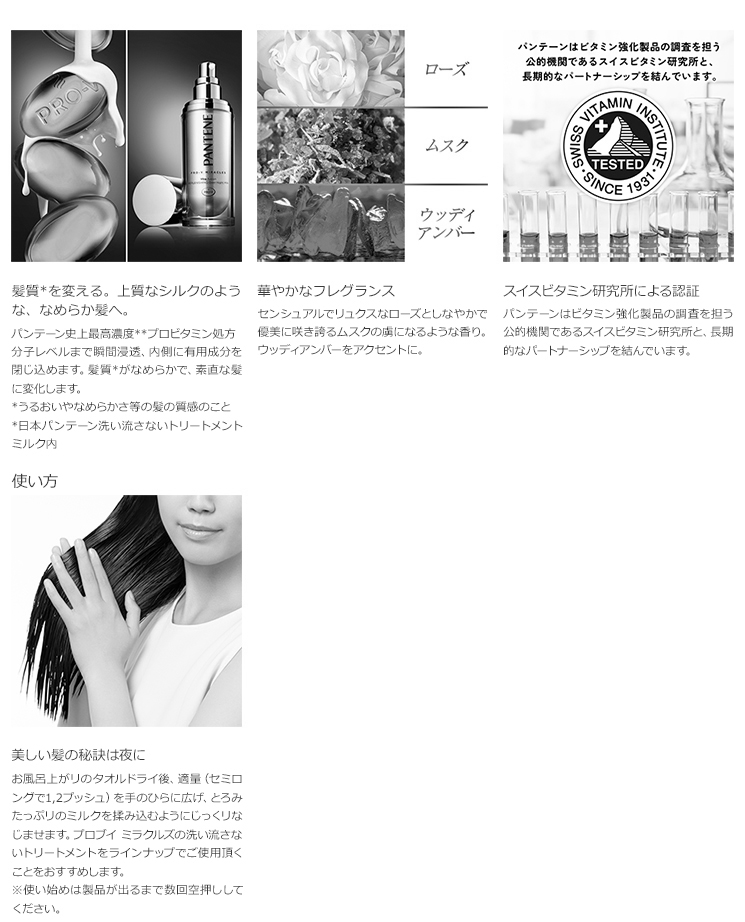 PRO-V
PANTENE
ローズ
ムスク
ウッディ
アンバー
パンテーンはビタミン強化製品の調査を担う
公的機関であるスイスビタミン研究所と、
長期的なパートナーシップを結んでいます。
SWISS VITAMIN INSTITUTE
TESTED
SINCE 1931
髪質*を変える。上質なシルクのよう
な、なめらか髪へ。
パンテーン史上最高濃度**プロビタミン処方
分子レベルまで瞬間浸透、内側に有用成分を
閉じ込めます。髪質*がなめらかで、素直な髪
に変化します。
*うるおいやなめらかさ等の髪の質感のこと
*日本パンテーン洗い流さないトリートメント
ミルク内
華やかなフレグランス
センシュアルでリュクスなローズとしなやかで
優美に咲き誇るムスクの虜になるような香り。
ウッディアンバーをアクセントに。
スイスビタミン研究所による認証
パンテーンはビタミン強化製品の調査を担う
公的機関であるスイスビタミン研究所と、長期
的なパートナーシップを結んでいます。
使い方
美しい髪の秘訣は夜に
お風呂上がりのタオルドライ後、適量（セミロ
ングで1,2プッシュ）を手のひらに広げ、とろみ
たっぷりのミルクを揉み込むようにじっくりな
じませます。プロブイ ミラクルズの洗い流さな
いトリートメントをラインナップでご使用頂く
ことをおすすめします。
※使い始めは製品が出るまで数回空押しして
ください。